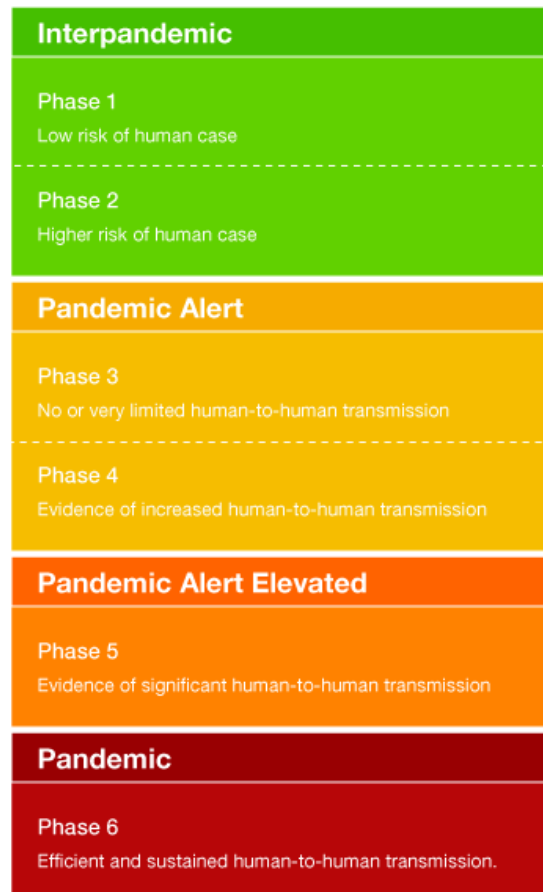 Interpandemic
Phase 1
Low risk of human case
Phase 2
Higher risk of human case
Pandemic Alert
Phase 3
No or very limited human-to-human transmission
Phase 4
Evidence of increased human-to-human transmission
Pandemic Alert Elevated
Phase 5
Evidence of significant human-to-human transmission
Pandemic
Phase 6
Efficient and sustained human-to-human transmission.